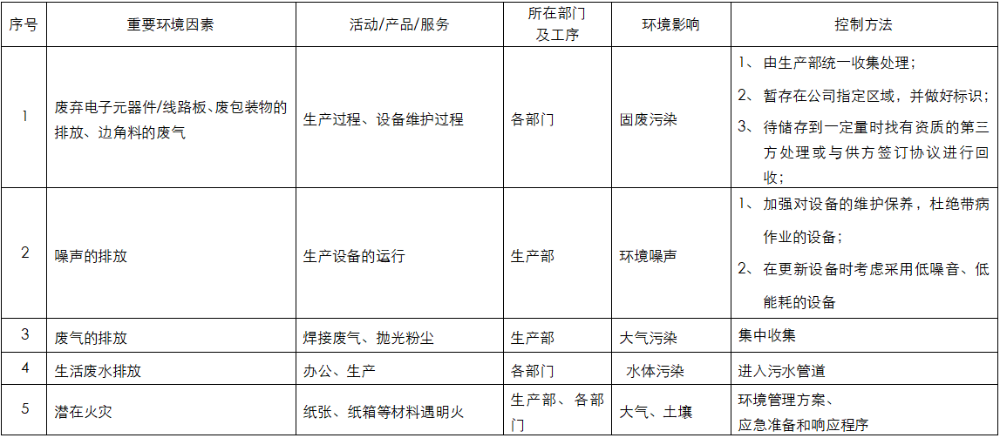 序号 重要环境因素 活动/产品/服务 所在部门及工序 环境影响 控制方法
1 废弃电子元器件/线路板、废包装物的排放、边角料的废气 生产过程、设备维护过程 各部门 固废污染 1、 由生产部统一收集处理；
2、 暂存在公司指定区域，并做好标识；
3、 待储存到一定量时找有资质的第三
方处理或与供方签订协议进行回
收；
2 噪声的排放 生产设备的运行 生产部 环境噪声 1、 加强对设备的维护保养，杜绝带病
作业的设备；
2、 在更新设备时考虑采用低噪音、低
能耗的设备
3 废气的排放 焊接废气、抛光粉尘 生产部 大气污染 集中收集
4 生活废水排放 办公、生产 各部门 水体污染 进入污水管道
5 潜在火灾 纸张、纸箱等材料遇明火 生产部、各部门 大气、土壤 环境管理方案、
应急准备和响应程序